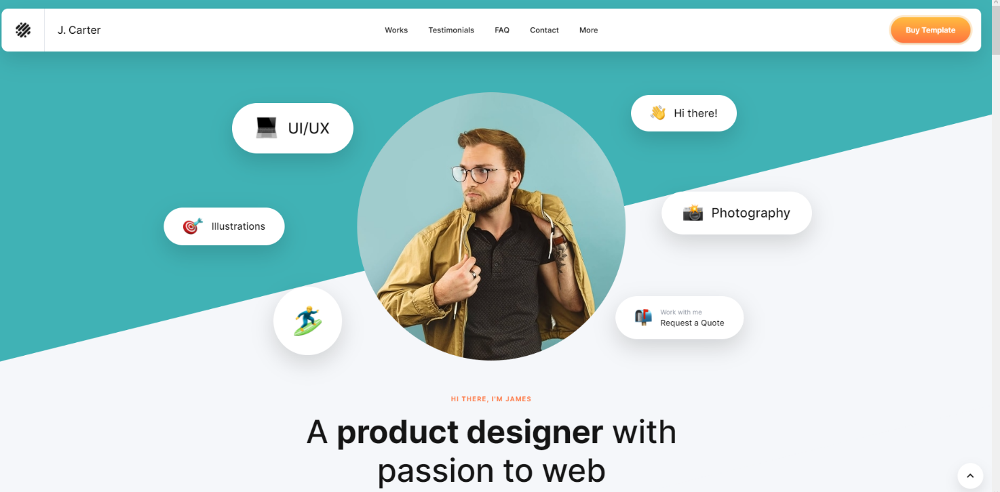 J. Carter
Works
Testimonials
FAQ
Contact
More
Buy Template
UI/UX
Hi there!
Illustrations
Photography
Work with me
Request a Quote
HI THERE, I'M JAMES
A product designer with
passion to web